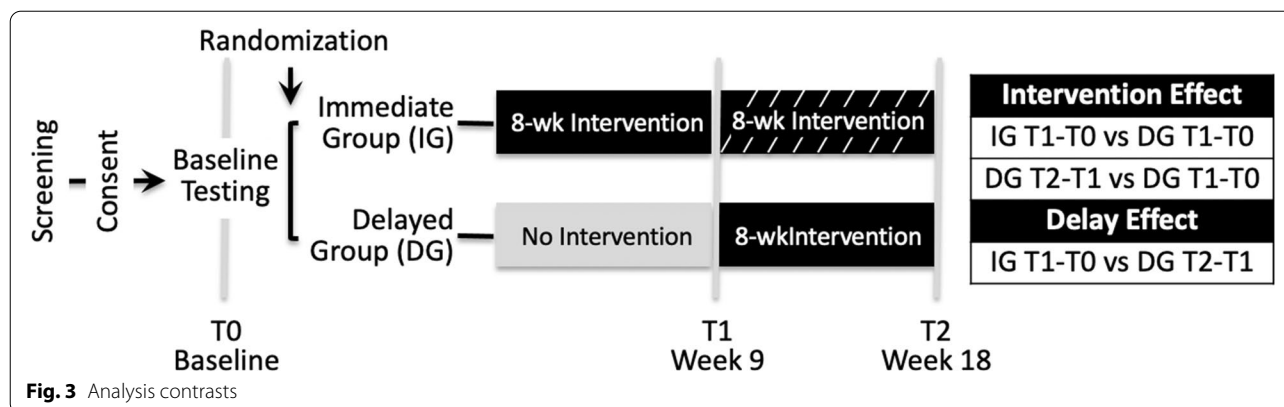 Randomization
Screening
Consent
Baseline
Testing
Immediate
Group (IG)
8-wk Intervention
8-wk Intervention
Delayed
Group (DG)
No Intervention
8-wkIntervention
T0
Baseline
T1
Week 9
T2
Week 18
Intervention Effect
IG T1-T0 vs DG T1-T0
DG T2-T1 vs DG T1-T0
Delay Effect
IG T1-T0 vs DG T2-T1
Fig. 3 Analysis contrasts